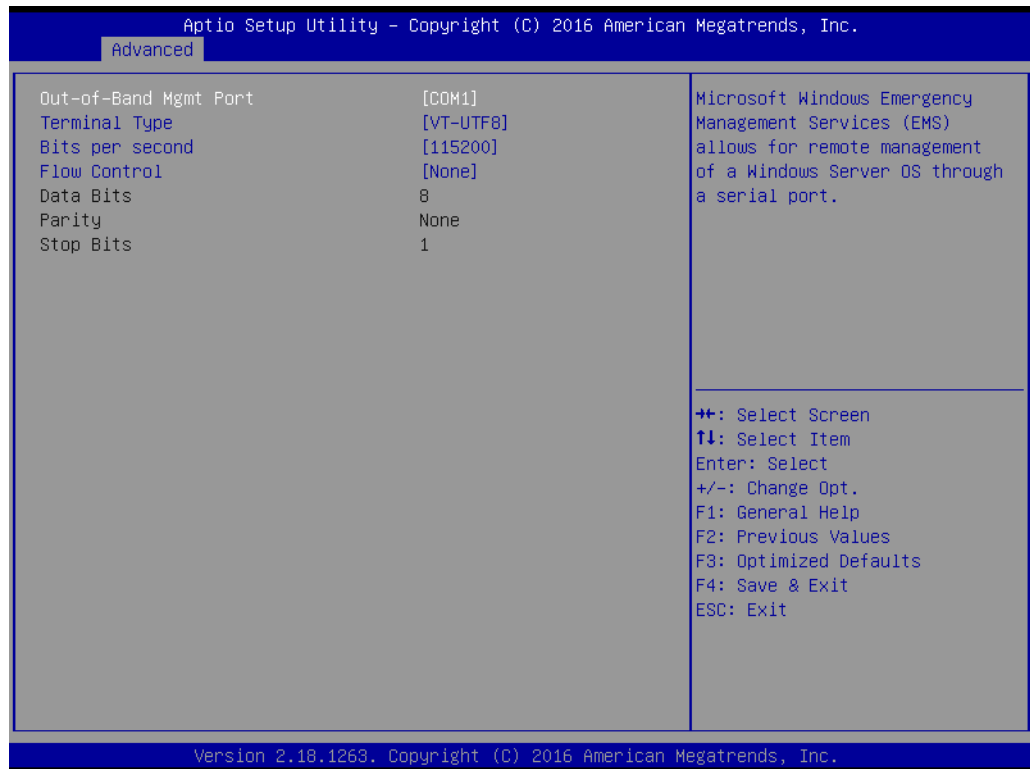 Aptio Setup Utility – Copyright (C) 2016 American Megatrends, Inc.
Advanced
Out-of-Band Mgmt Port [COM1]
Terminal Type [VT-UTF8]
Bits per second [115200]
Flow Control [None]
Data Bits 8
Parity None
Stop Bits 1
Microsoft Windows Emergency
Management Services (EMS)
allows for remote management
of a Windows Server OS through
a serial port.
→←: Select Screen
↑↓: Select Item
Enter: Select
+/-: Change Opt.
F1: General Help
F2: Previous Values
F3: Optimized Defaults
F4: Save & Exit
ESC: Exit
Version 2.18.1263. Copyright (C) 2016 American Megatrends, Inc.